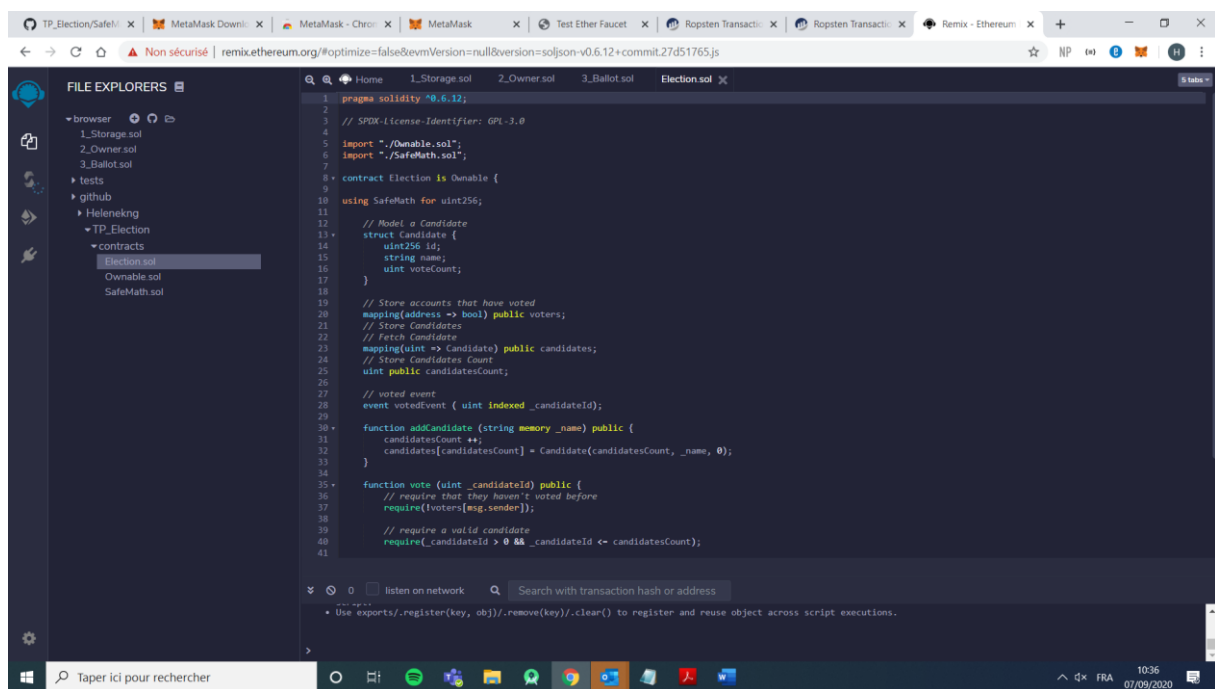 TP_Election/SafeM
MetaMask Downlo
MetaMask - Chron
MetaMask
Test Ether Faucet
Ropsten Transactio
Ropsten Transactio
Remix - Ethereum
Non sécurisé | remix.ethereum.org/#optimize=false&evmVersion=null&version=soljson-v0.6.12+commit.27d51765.js
NP
H
FILE EXPLORERS
browser
1_Storage.sol
2_Owner.sol
3_Ballot.sol
tests
github
Helenekng
TP_Election
contracts
Election.sol
Ownable.sol
SafeMath.sol
Home 1_Storage.sol 2_Owner.sol 3_Ballot.sol Election.sol
5 tabs
1 pragma solidity ^0.6.12;
2
3 // SPDX-License-Identifier: GPL-3.0
4
5 import "./Ownable.sol";
6 import "./SafeMath.sol";
7
8 contract Election is Ownable {
9
10 using SafeMath for uint256;
11
12 // Model a Candidate
13 struct Candidate {
14 uint256 id;
15 string name;
16 uint voteCount;
17 }
18
19 // Store accounts that have voted
20 mapping(address => bool) public voters;
21 // Store Candidates
22 // Fetch Candidate
23 mapping(uint => Candidate) public candidates;
24 // Store Candidates Count
25 uint public candidatesCount;
26
27 // voted event
28 event votedEvent ( uint indexed _candidateId);
29
30 function addCandidate (string memory _name) public {
31 candidatesCount ++;
32 candidates[candidatesCount] = Candidate(candidatesCount, _name, 0);
33 }
34
35 function vote (uint _candidateId) public {
36 // require that they haven't voted before
37 require(!voters[msg.sender]);
38
39 // require a valid candidate
40 require(_candidateId > 0 && _candidateId <= candidatesCount);
41
0 listen on network Search with transaction hash or address
• Use exports/.register(key, obj)/.remove(key)/.clear() to register and reuse object across script executions.
>
Taper ici pour rechercher
FRA
10:36
07/09/2020